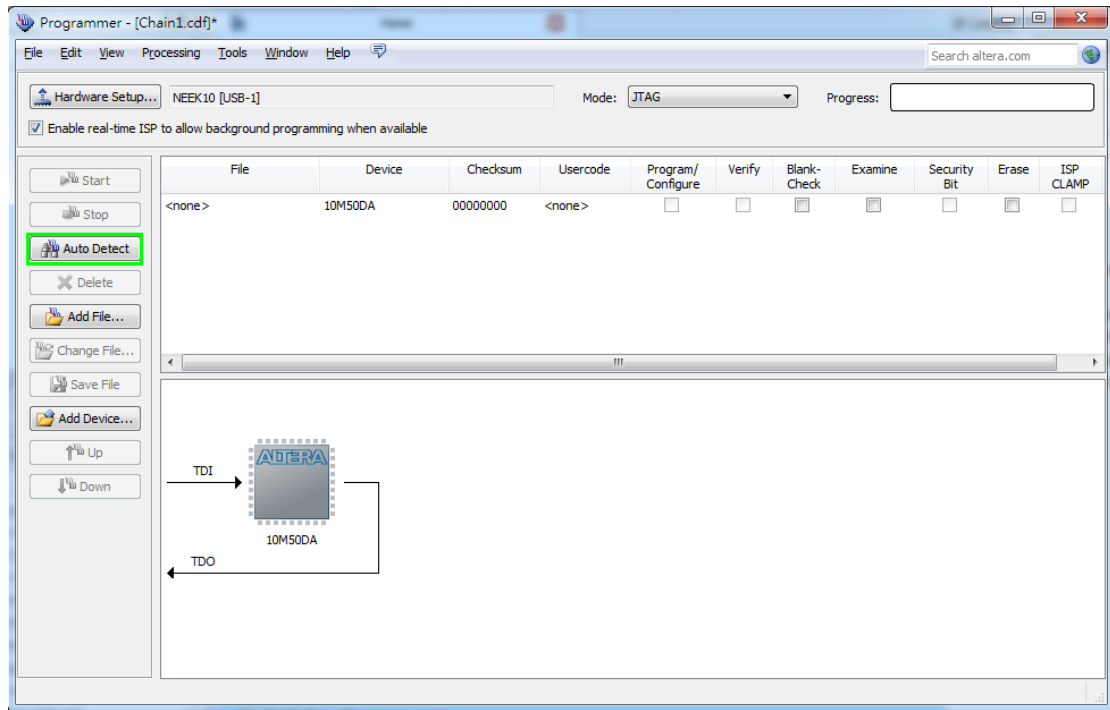 Programmer - [Chain1.cdf]*
File Edit View Processing Tools Window Help
Search altera.com
Hardware Setup... NEEK10 [USB-1] Mode: JTAG Progress:
Enable real-time ISP to allow background programming when available
Start
Stop
Auto Detect
Delete
Add File...
Change File...
Save File
Add Device...
Up
Down
File Device Checksum Usercode Program/ Configure Verify Blank- Check Examine Security Bit Erase ISP CLAMP
<none> 10M50DA 00000000 <none>
ALTERA
TDI
10M50DA
TDO